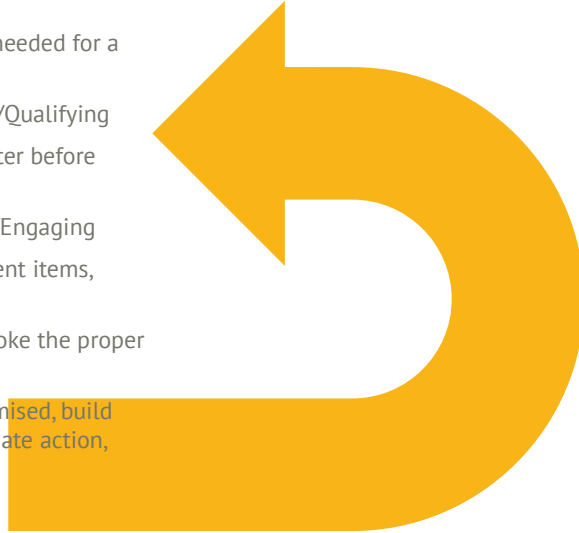 needed for a
/Qualifying
ter before
Engaging
ent items,
oke the proper
nised, build
ate action,